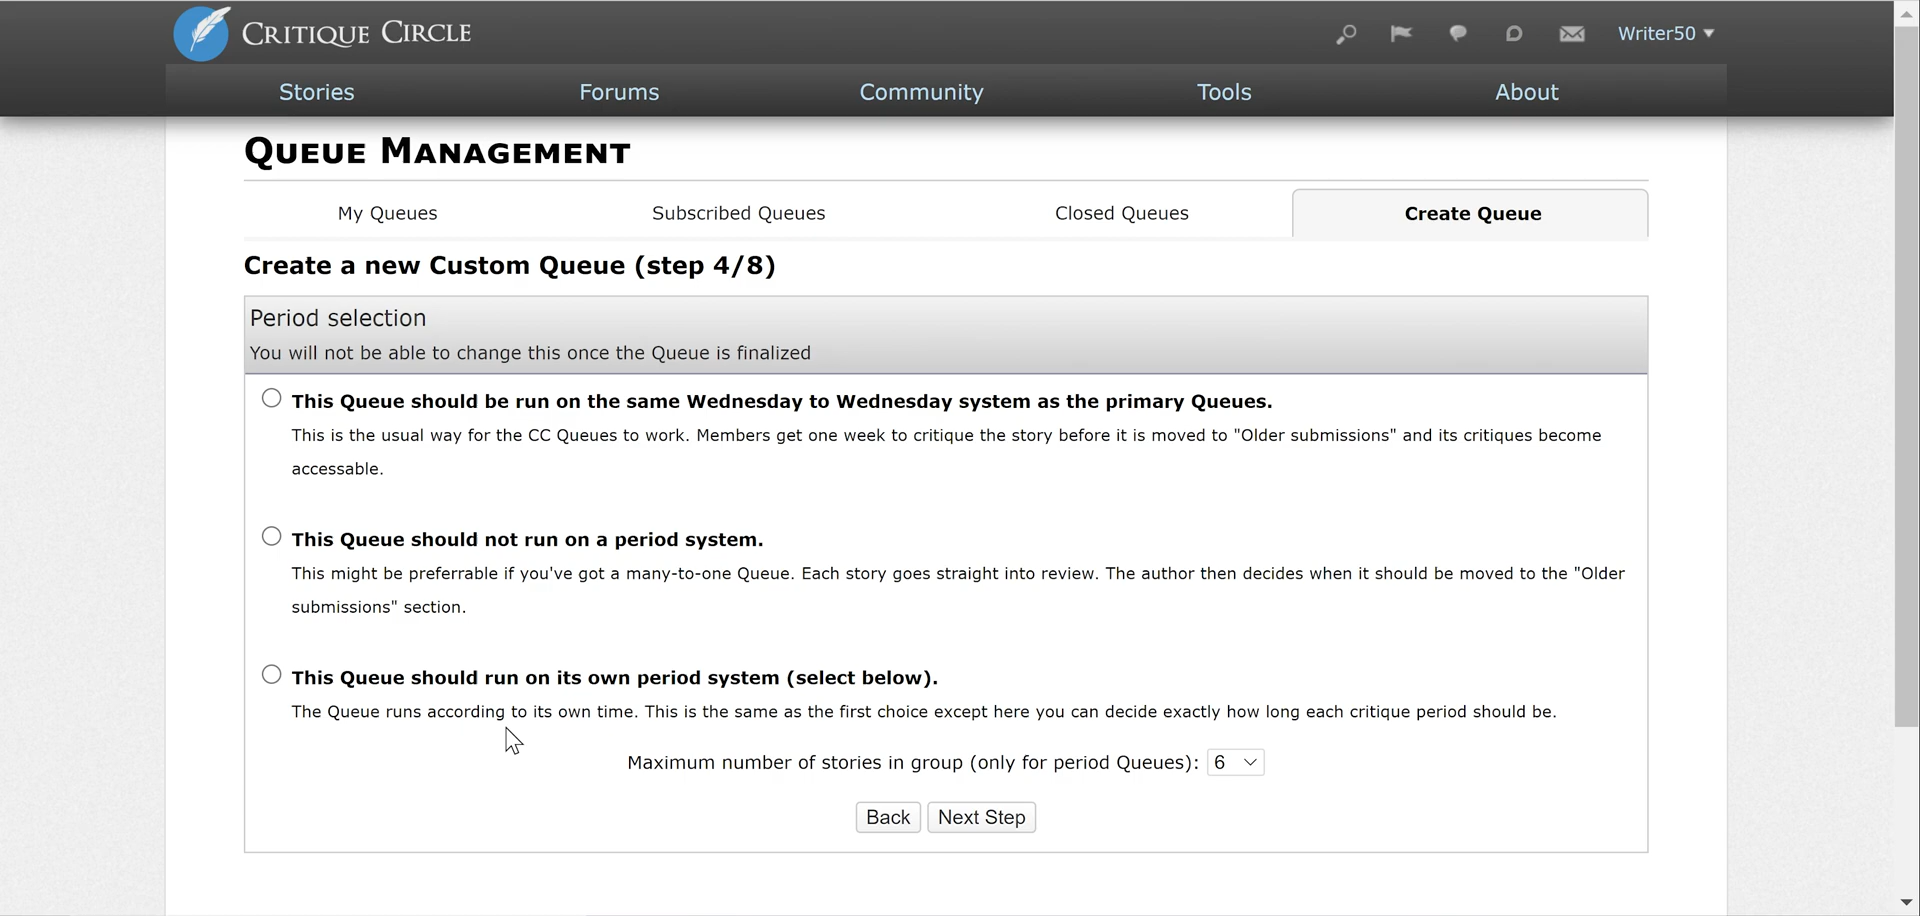 CRITIQUE CIRCLE
Writer50
Stories
Forums
Community
Tools
About
QUEUE MANAGEMENT
My Queues
Subscribed Queues
Closed Queues
Create Queue
Create a new Custom Queue (step 4/8)
Period selection
You will not be able to change this once the Queue is finalized
This Queue should be run on the same Wednesday to Wednesday system as the primary Queues.
This is the usual way for the CC Queues to work. Members get one week to critique the story before it is moved to "Older submissions" and its critiques become
accessable.
This Queue should not run on a period system.
This might be preferrable if you've got a many-to-one Queue. Each story goes straight into review. The author then decides when it should be moved to the "Older
submissions" section.
This Queue should run on its own period system (select below).
The Queue runs according to its own time. This is the same as the first choice except here you can decide exactly how long each critique period should be.
Maximum number of stories in group (only for period Queues): 6
Back
Next Step